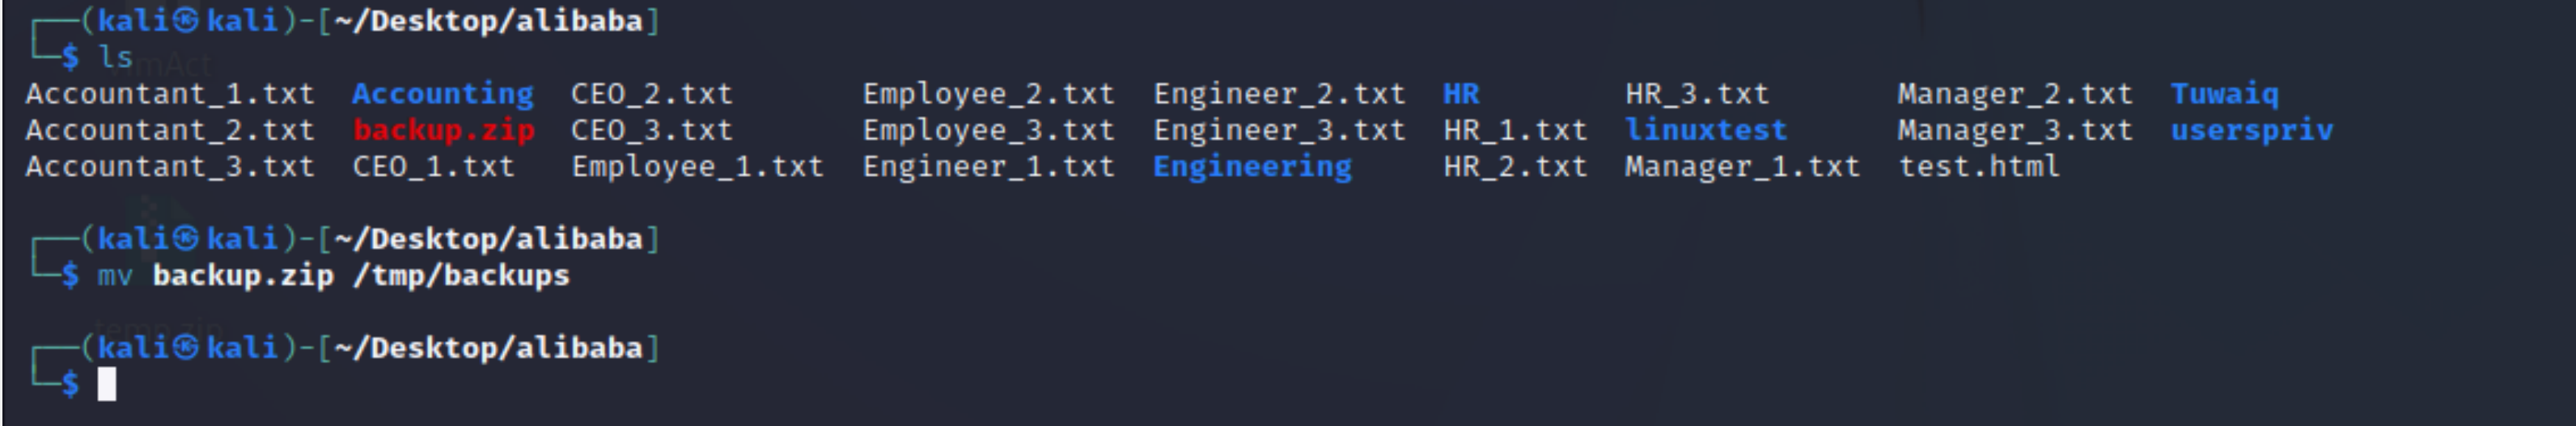 (kali㉿kali)-[~/Desktop/alibaba]
$ ls
Accountant_1.txt Accounting CEO_2.txt Employee_2.txt Engineer_2.txt HR HR_3.txt Manager_2.txt Tuwaiq
Accountant_2.txt backup.zip CEO_3.txt Employee_3.txt Engineer_3.txt HR_1.txt linuxtest Manager_3.txt userspriv
Accountant_3.txt CEO_1.txt Employee_1.txt Engineer_1.txt Engineering HR_2.txt Manager_1.txt test.html
(kali㉿kali)-[~/Desktop/alibaba]
$ mv backup.zip /tmp/backups
temp.zip
(kali㉿kali)-[~/Desktop/alibaba]
$